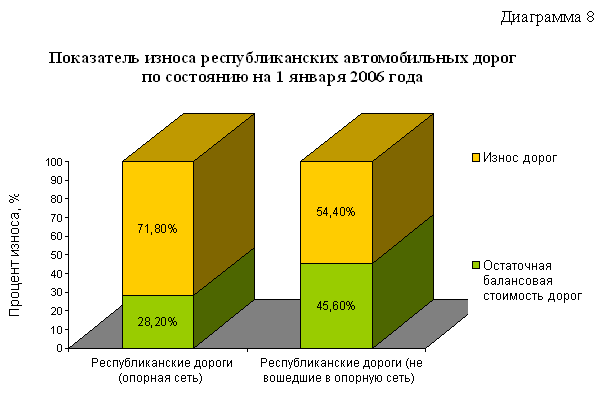 Диаграмма 8
Показатель износа республиканских автомобильных дорог
по состоянию на 1 января 2006 года
Процент износа, %
100
90
80
70
60
50
40
30
20
10
0
71,80%
28,20%
54,40%
45,60%
Республиканские дороги
(опорная сеть)
Республиканские дороги (не
вошедшие в опорную сеть)
Износ дорог
Остаточная
балансовая
стоимость дорог